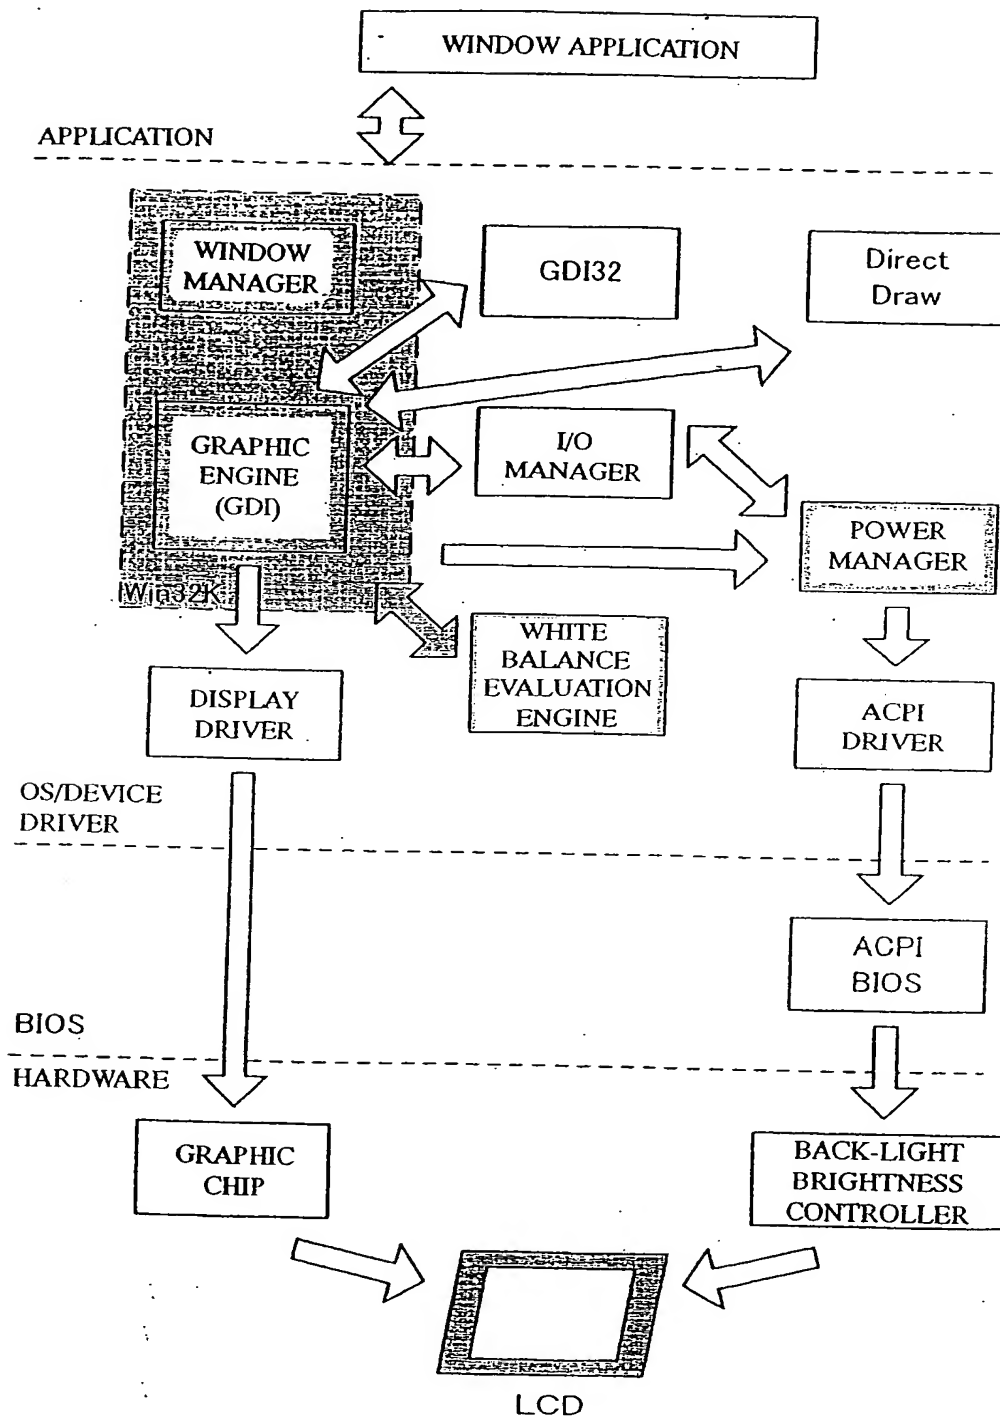 WINDOW APPLICATION
APPLICATION
WINDOW
MANAGER
GDI32
Direct
Draw
GRAPHIC
ENGINE
(GDI)
I/O
MANAGER
POWER
MANAGER
Win32K
WHITE
BALANCE
EVALUATION
ENGINE
DISPLAY
DRIVER
ACPI
DRIVER
OS/DEVICE
DRIVER
ACPI
BIOS
BIOS
HARDWARE
GRAPHIC
CHIP
BACK-LIGHT
BRIGHTNESS
CONTROLLER
LCD